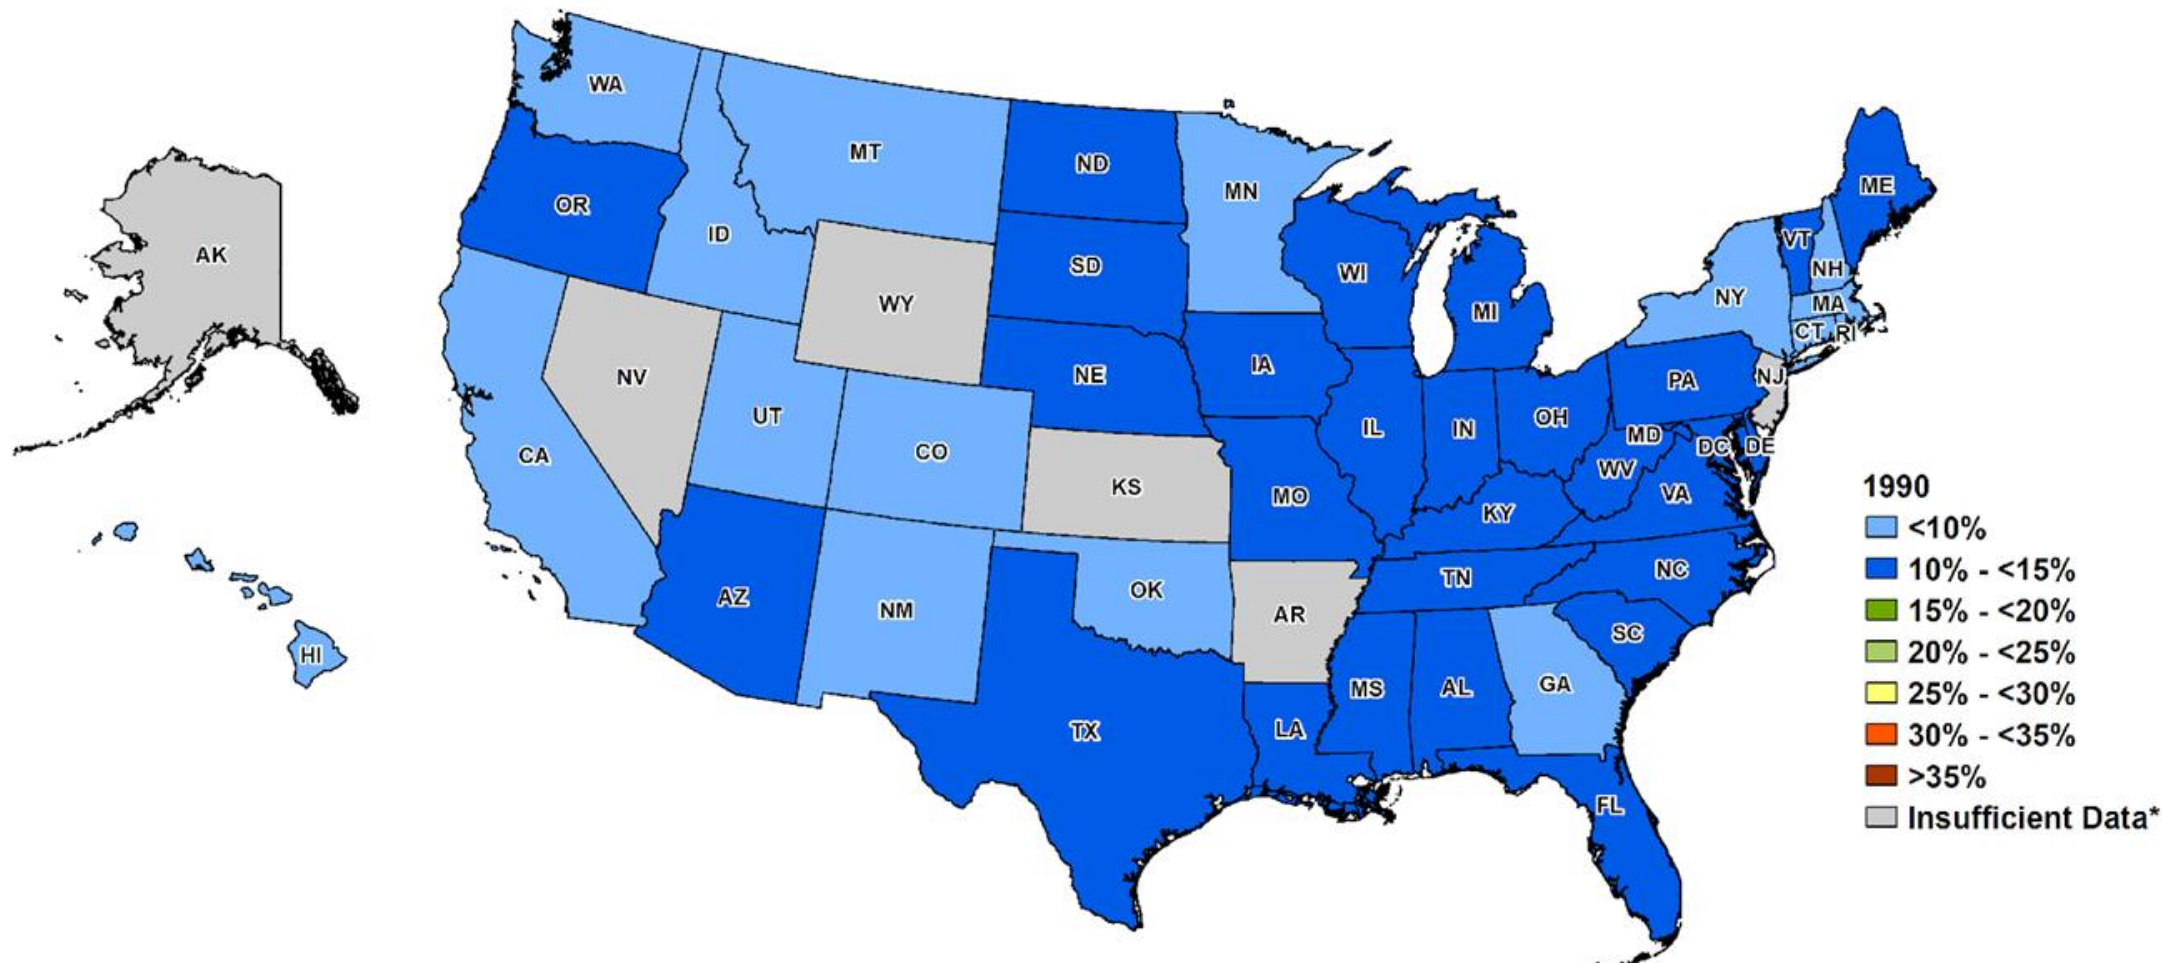 WA
MT
ND
MN
ME
OR
ID
SD
WI
VT
NH
AK
WY
MI
NY
MA
CT
RI
NV
NE
IA
PA
NJ
UT
CO
IL
IN
OH
MD
DC
DE
CA
KS
MO
WV
VA
KY
1990
<10%
10% - <15%
15% - <20%
20% - <25%
25% - <30%
30% - <35%
>35%
Insufficient Data*
AZ
NM
OK
AR
TN
NC
SC
HI
TX
LA
MS
AL
GA
FL